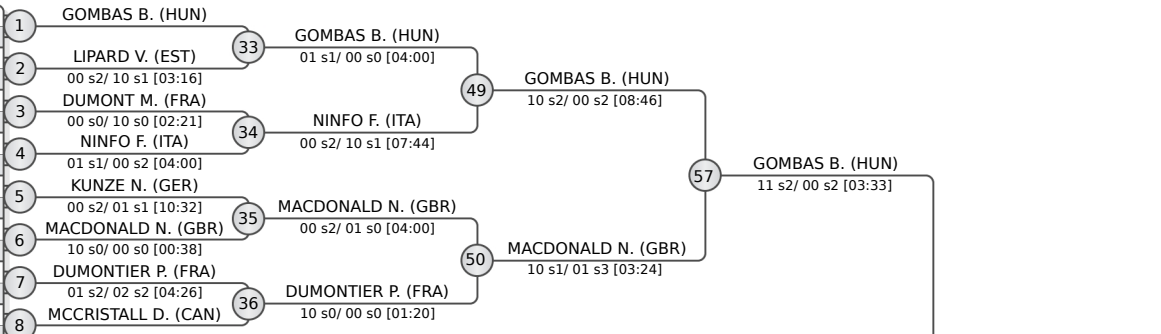 1
GOMBAS B. (HUN)
33
GOMBAS B. (HUN)
01 s1/ 00 s0 [04:00]
2
LIPARD V. (EST)
00 s2/ 10 s1 [03:16]
49
GOMBAS B. (HUN)
10 s2/ 00 s2 [08:46]
3
DUMONT M. (FRA)
00 s0/ 10 s0 [02:21]
34
NINFO F. (ITA)
00 s2/ 10 s1 [07:44]
4
NINFO F. (ITA)
01 s1/ 00 s2 [04:00]
57
GOMBAS B. (HUN)
11 s2/ 00 s2 [03:33]
5
KUNZE N. (GER)
00 s2/ 01 s1 [10:32]
35
MACDONALD N. (GBR)
00 s2/ 01 s0 [04:00]
6
MACDONALD N. (GBR)
10 s0/ 00 s0 [00:38]
50
MACDONALD N. (GBR)
10 s1/ 01 s3 [03:24]
7
DUMONTIER P. (FRA)
01 s2/ 02 s2 [04:26]
36
DUMONTIER P. (FRA)
10 s0/ 00 s0 [01:20]
8
MCCRISTALL D. (CAN)